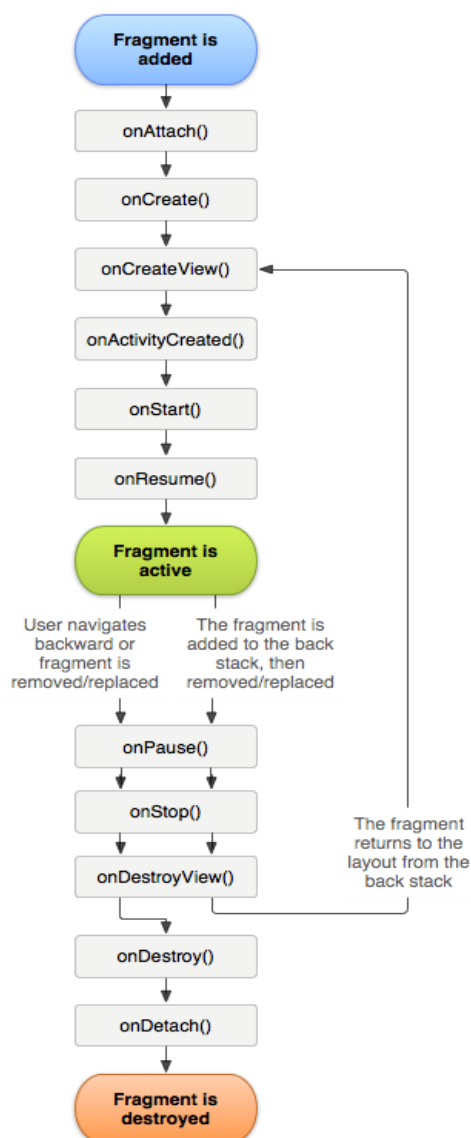 Fragment is
added
onAttach()
onCreate()
onCreateView()
onActivityCreated()
onStart()
onResume()
Fragment is
active
User navigates
backward or
fragment is
removed/replaced
The fragment is
added to the back
stack, then
removed/replaced
onPause()
onStop()
onDestroyView()
The fragment
returns to the
layout from the
back stack
onDestroy()
onDetach()
Fragment is
destroyed